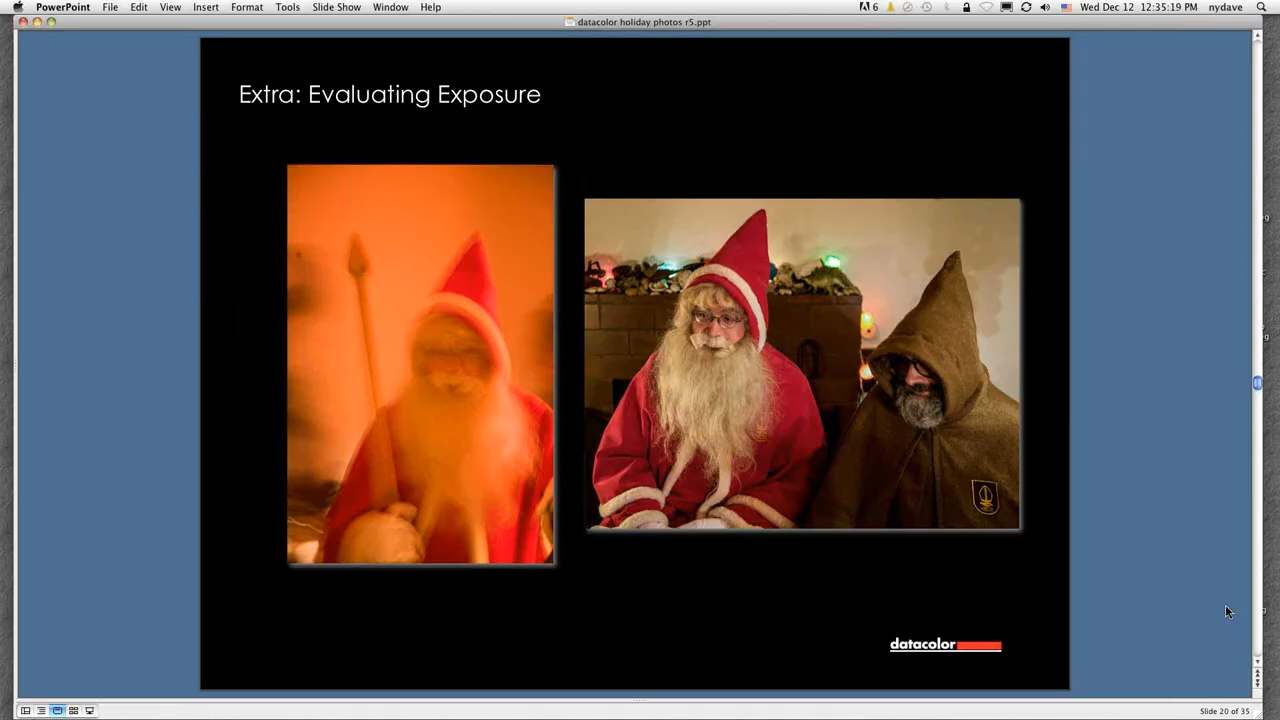 PowerPoint File Edit View Insert Format Tools Slide Show Window Help 6 Wed Dec 12 12:35:19 PM nydave
datacolor holiday photos r5.ppt
Extra: Evaluating Exposure
datacolor
Slide 20 of 35